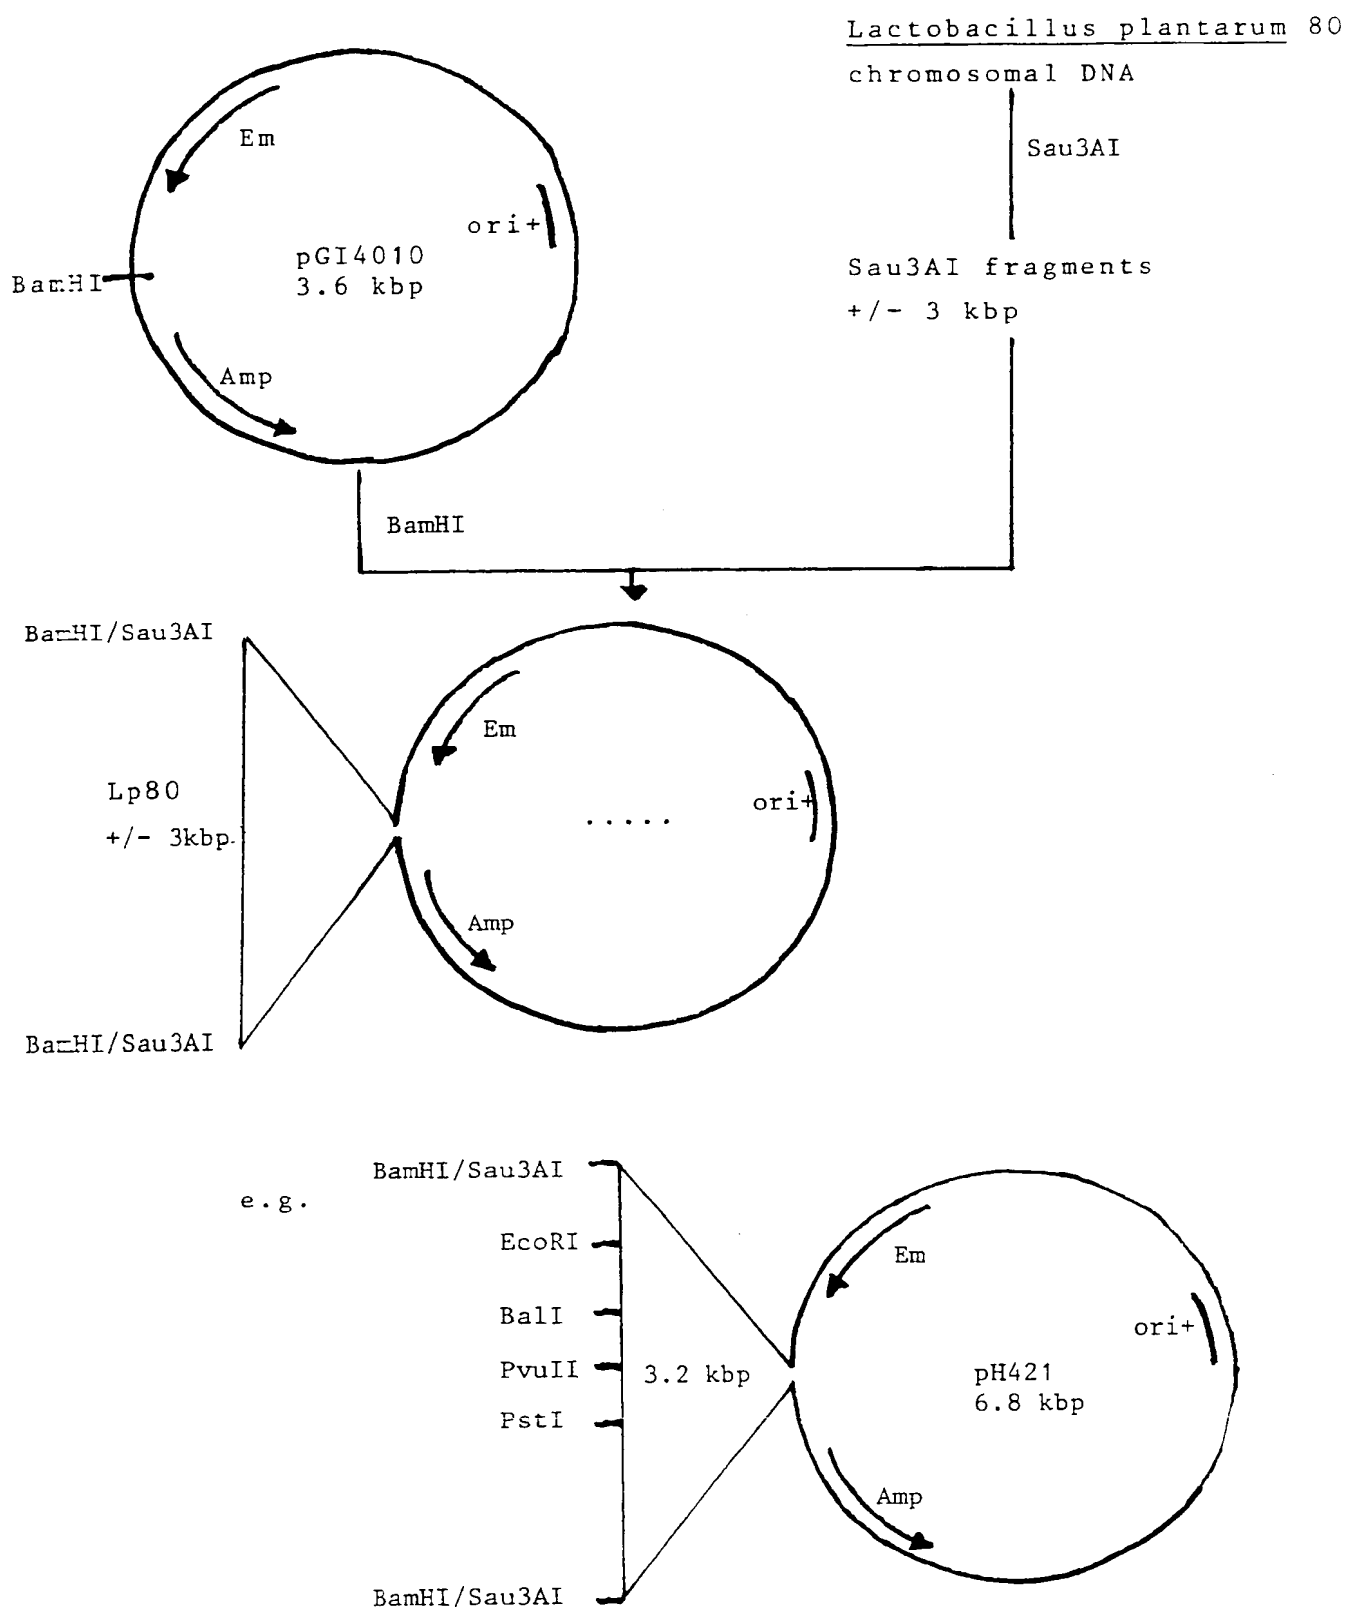 Lactobacillus plantarum 80
chromosomal DNA
Em
Sau3AI
ori+
pGI4010
3.6 kbp
BamHI
Sau3AI fragments
+/- 3 kbp
Amp
BamHI
BamHI/Sau3AI
Em
Lp80
+/- 3kbp
ori+
.....
Amp
BamHI/Sau3AI
e.g.
BamHI/Sau3AI
EcoRI
BalI
PvuII
PstI
3.2 kbp
Em
ori+
pH421
6.8 kbp
Amp
BamHI/Sau3AI